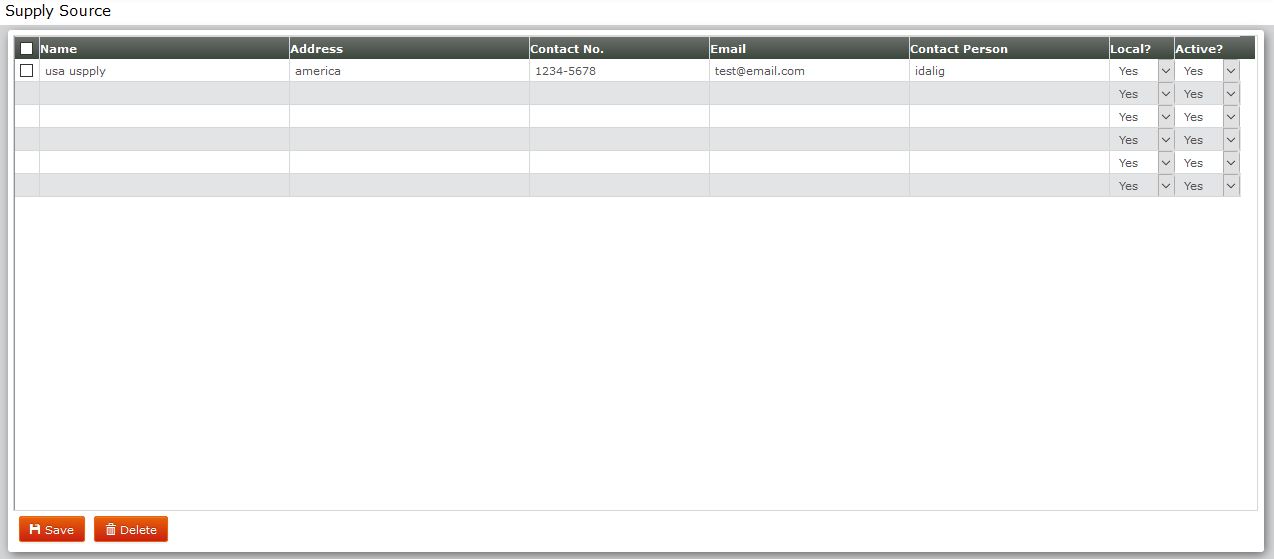 Supply Source
Name Address Contact No. Email Contact Person Local? Active?
usa uspply america 1234-5678 test@email.com idalig Yes Yes
Yes Yes
Yes Yes
Yes Yes
Yes Yes
Yes Yes
Save Delete